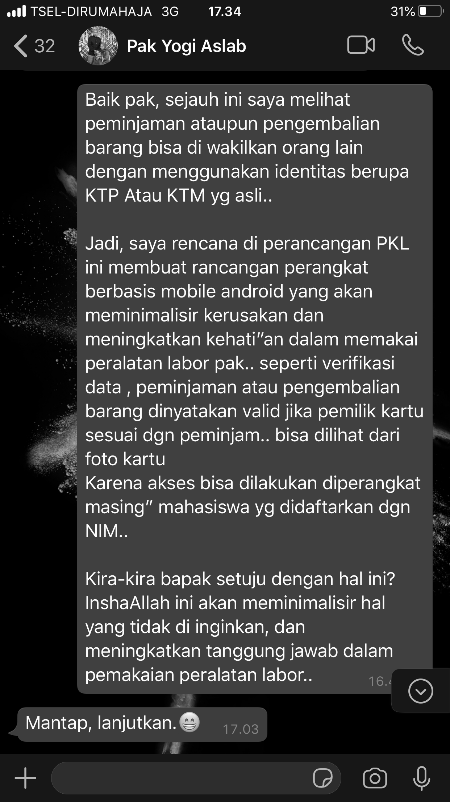 TSEL-DIRUMAHAJA 3G 17.34 31%
32 Pak Yogi Aslab
Baik pak, sejauh ini saya melihat
peminjaman ataupun pengembalian
barang bisa di wakilkan orang lain
dengan menggunakan identitas berupa
KTP Atau KTM yg asli..
Jadi, saya rencana di perancangan PKL
ini membuat rancangan perangkat
berbasis mobile android yang akan
meminimalisir kerusakan dan
meningkatkan kehati”an dalam memakai
peralatan labor pak.. seperti verifikasi
data , peminjaman atau pengembalian
barang dinyatakan valid jika pemilik kartu
sesuai dgn peminjam.. bisa dilihat dari
foto kartu
Karena akses bisa dilakukan diperangkat
masing” mahasiswa yg didaftarkan dgn
NIM..
Kira-kira bapak setuju dengan hal ini?
InshaAllah ini akan meminimalisir hal
yang tidak di inginkan, dan
meningkatkan tanggung jawab dalam
pemakaian peralatan labor..
Mantap, lanjutkan.😁 17.03